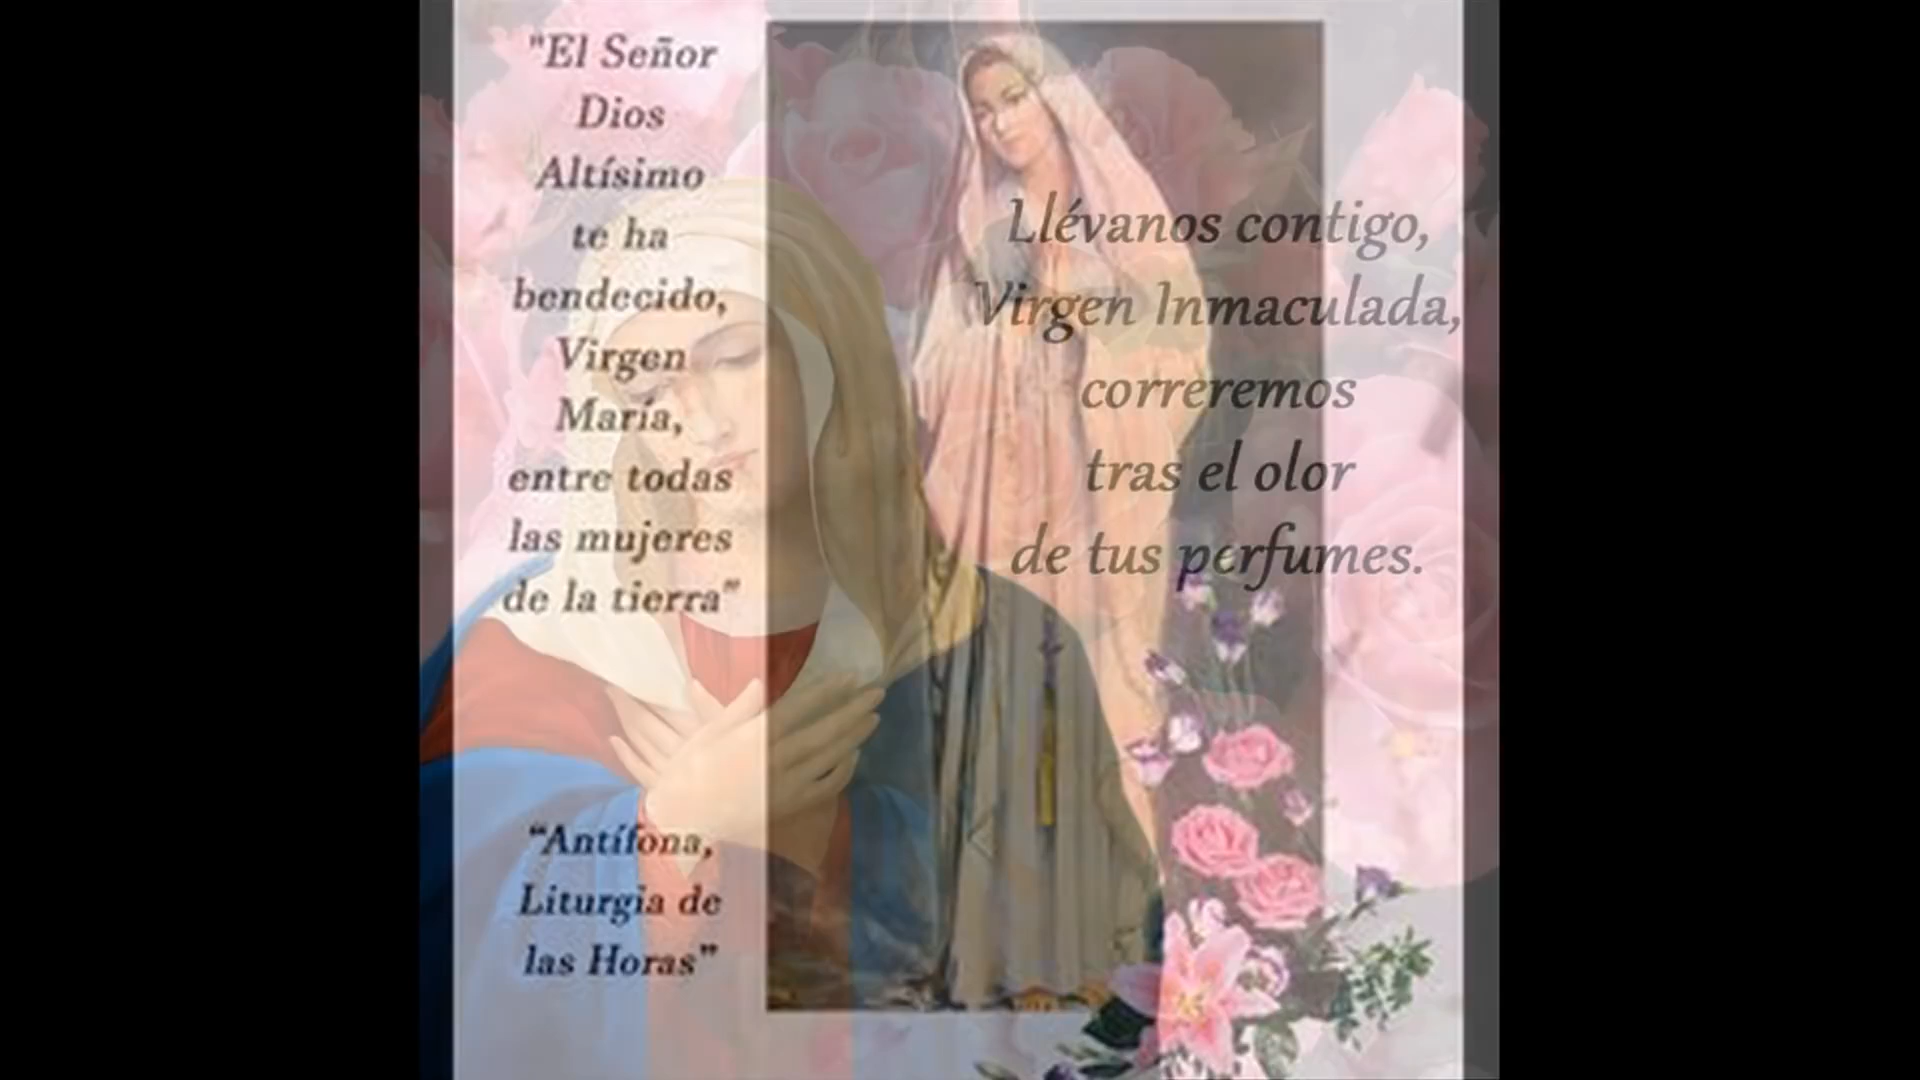 "El Señor
Dios
Altísimo
te ha
bendecido,
Virgen
María,
entre todas
las mujeres
de la tierra"
“Antífona,
Liturgia de
las Horas”
Llévanos contigo,
Virgen Inmaculada,
correremos
tras el olor
de tus perfumes.